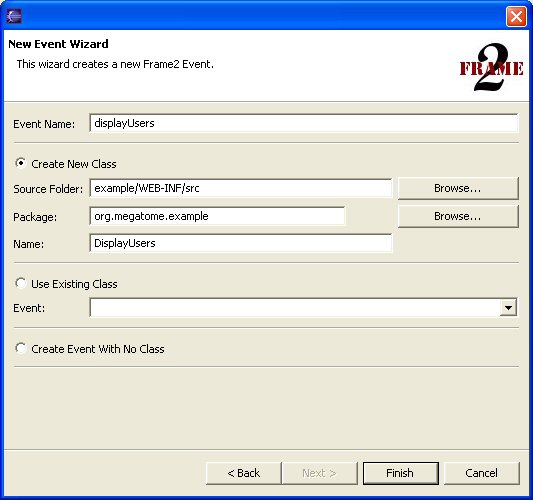 New Event Wizard
This wizard creates a new Frame2 Event.
FRAME 2
Event Name: displayUsers
Create New Class
Source Folder: example/WEB-INF/src Browse...
Package: org.megatome.example Browse...
Name: DisplayUsers
Use Existing Class
Event:
Create Event With No Class
< Back Next > Finish Cancel